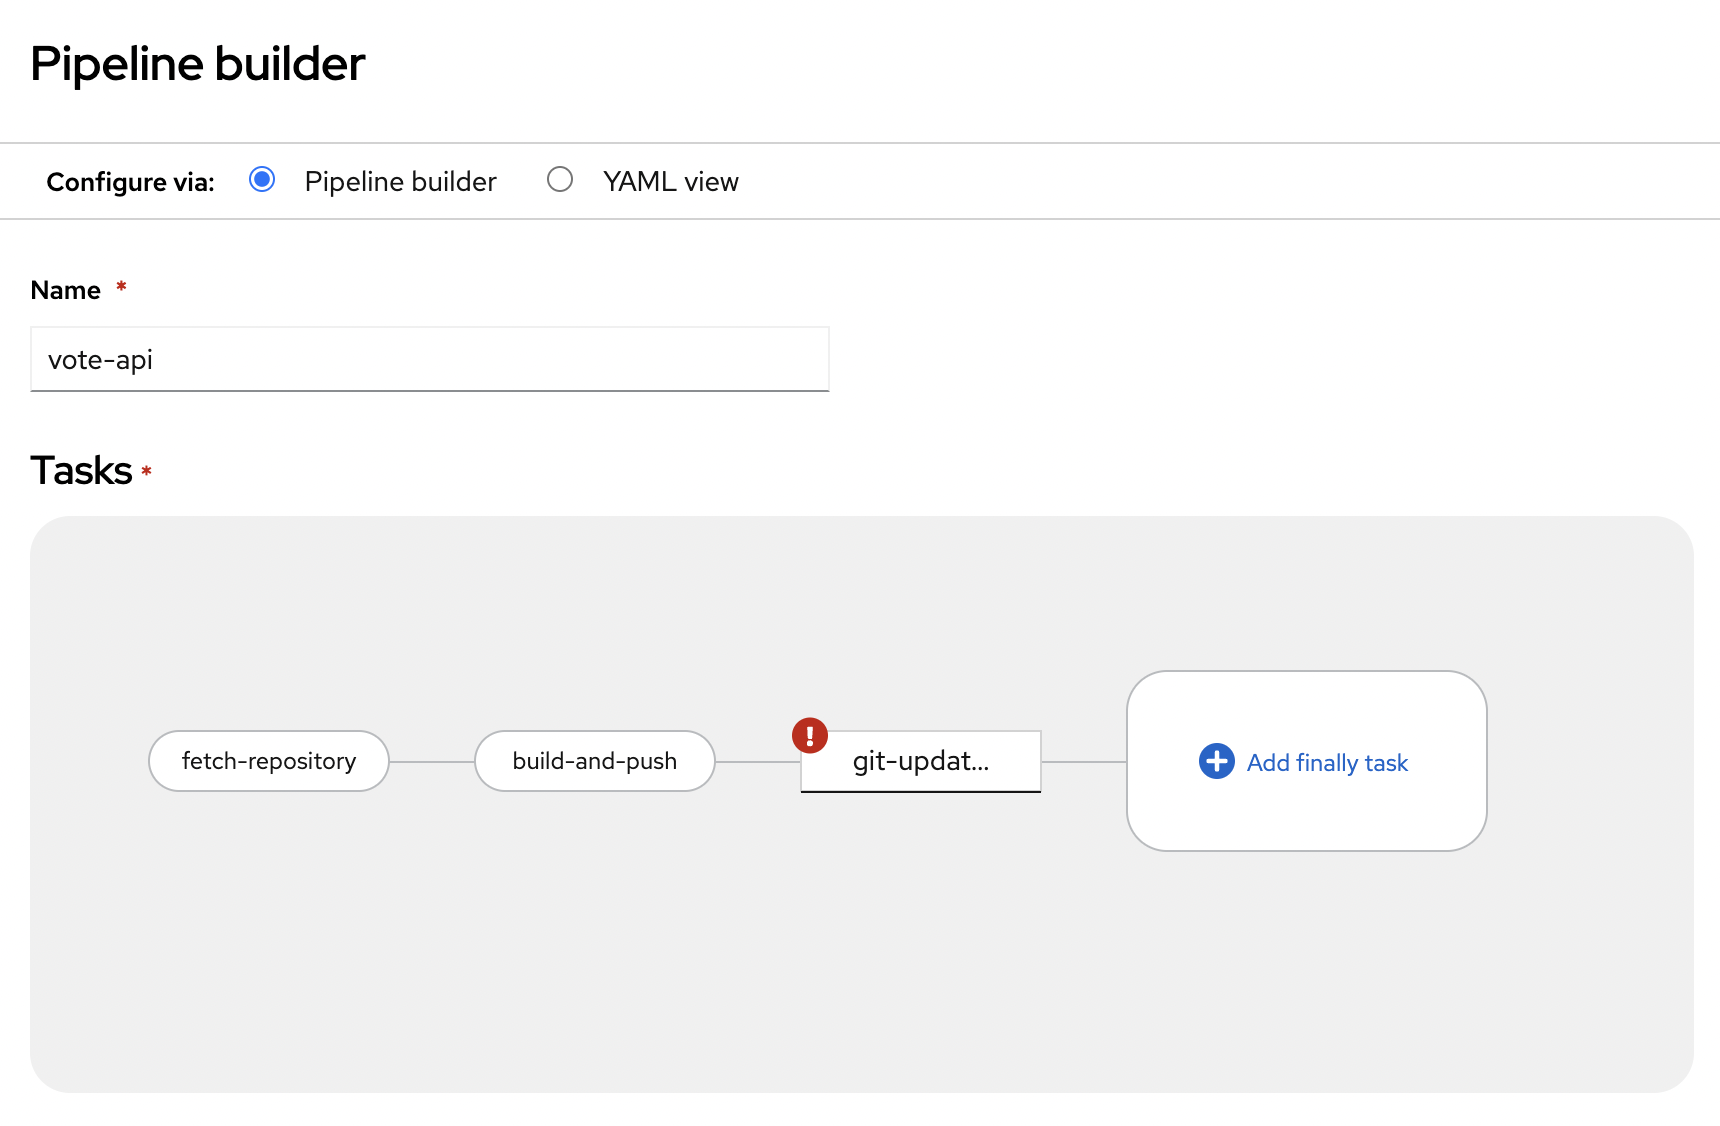 Pipeline builder
Configure via: Pipeline builder YAML view
Name *
vote-api
Tasks *
fetch-repository build-and-push git-updat... Add finally task